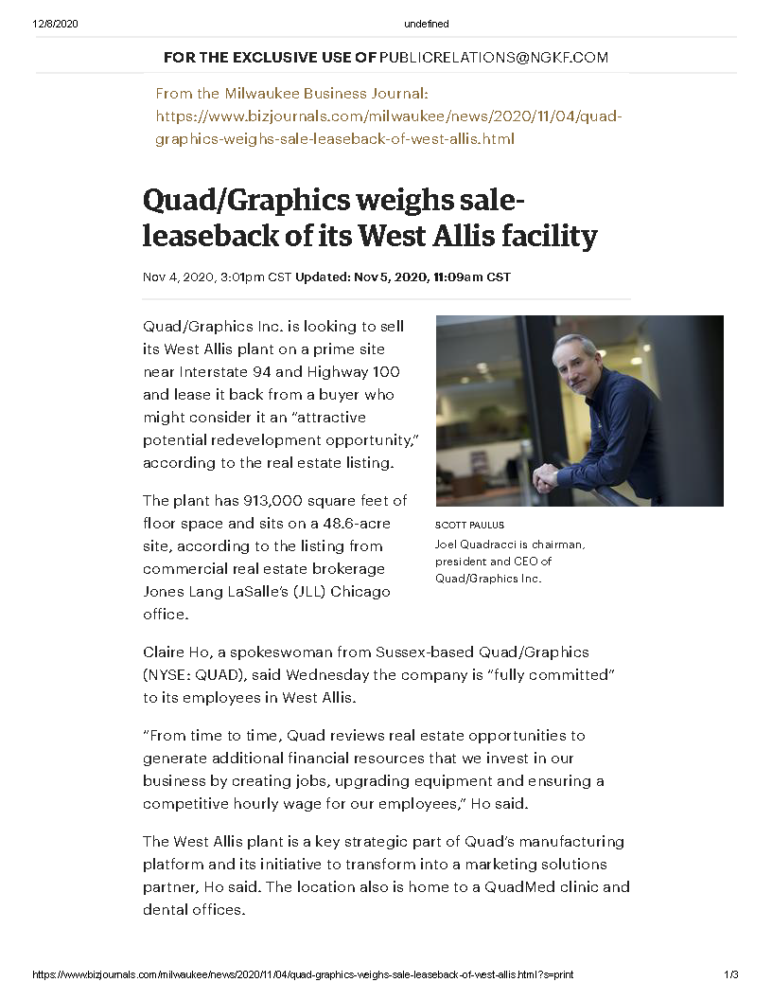 12/8/2020
undefined
FOR THE EXCLUSIVE USE OF PUBLICRELATIONS@NGKF.COM
From the Milwaukee Business Journal:
https://www.bizjournals.com/milwaukee/news/2020/11/04/quad-
graphics-weighs-sale-leaseback-of-west-allis.html
Quad/Graphics weighs sale-
leaseback of its West Allis facility
Nov 4, 2020, 3:01pm CST Updated: Nov 5, 2020, 11:09am CST
Quad/Graphics Inc. is looking to sell
its West Allis plant on a prime site
near Interstate 94 and Highway 100
and lease it back from a buyer who
might consider it an “attractive
potential redevelopment opportunity,”
according to the real estate listing.
The plant has 913,000 square feet of
floor space and sits on a 48.6-acre
site, according to the listing from
commercial real estate brokerage
Jones Lang LaSalle’s (JLL) Chicago
office.
SCOTT PAULUS
Joel Quadracci is chairman,
president and CEO of
Quad/Graphics Inc.
Claire Ho, a spokeswoman from Sussex-based Quad/Graphics
(NYSE: QUAD), said Wednesday the company is “fully committed”
to its employees in West Allis.
“From time to time, Quad reviews real estate opportunities to
generate additional financial resources that we invest in our
business by creating jobs, upgrading equipment and ensuring a
competitive hourly wage for our employees,” Ho said.
The West Allis plant is a key strategic part of Quad’s manufacturing
platform and its initiative to transform into a marketing solutions
partner, Ho said. The location also is home to a QuadMed clinic and
dental offices.
https://www.bizjournals.com/milwaukee/news/2020/11/04/quad-graphics-weighs-sale-leaseback-of-west-allis.html?s=print
1/3